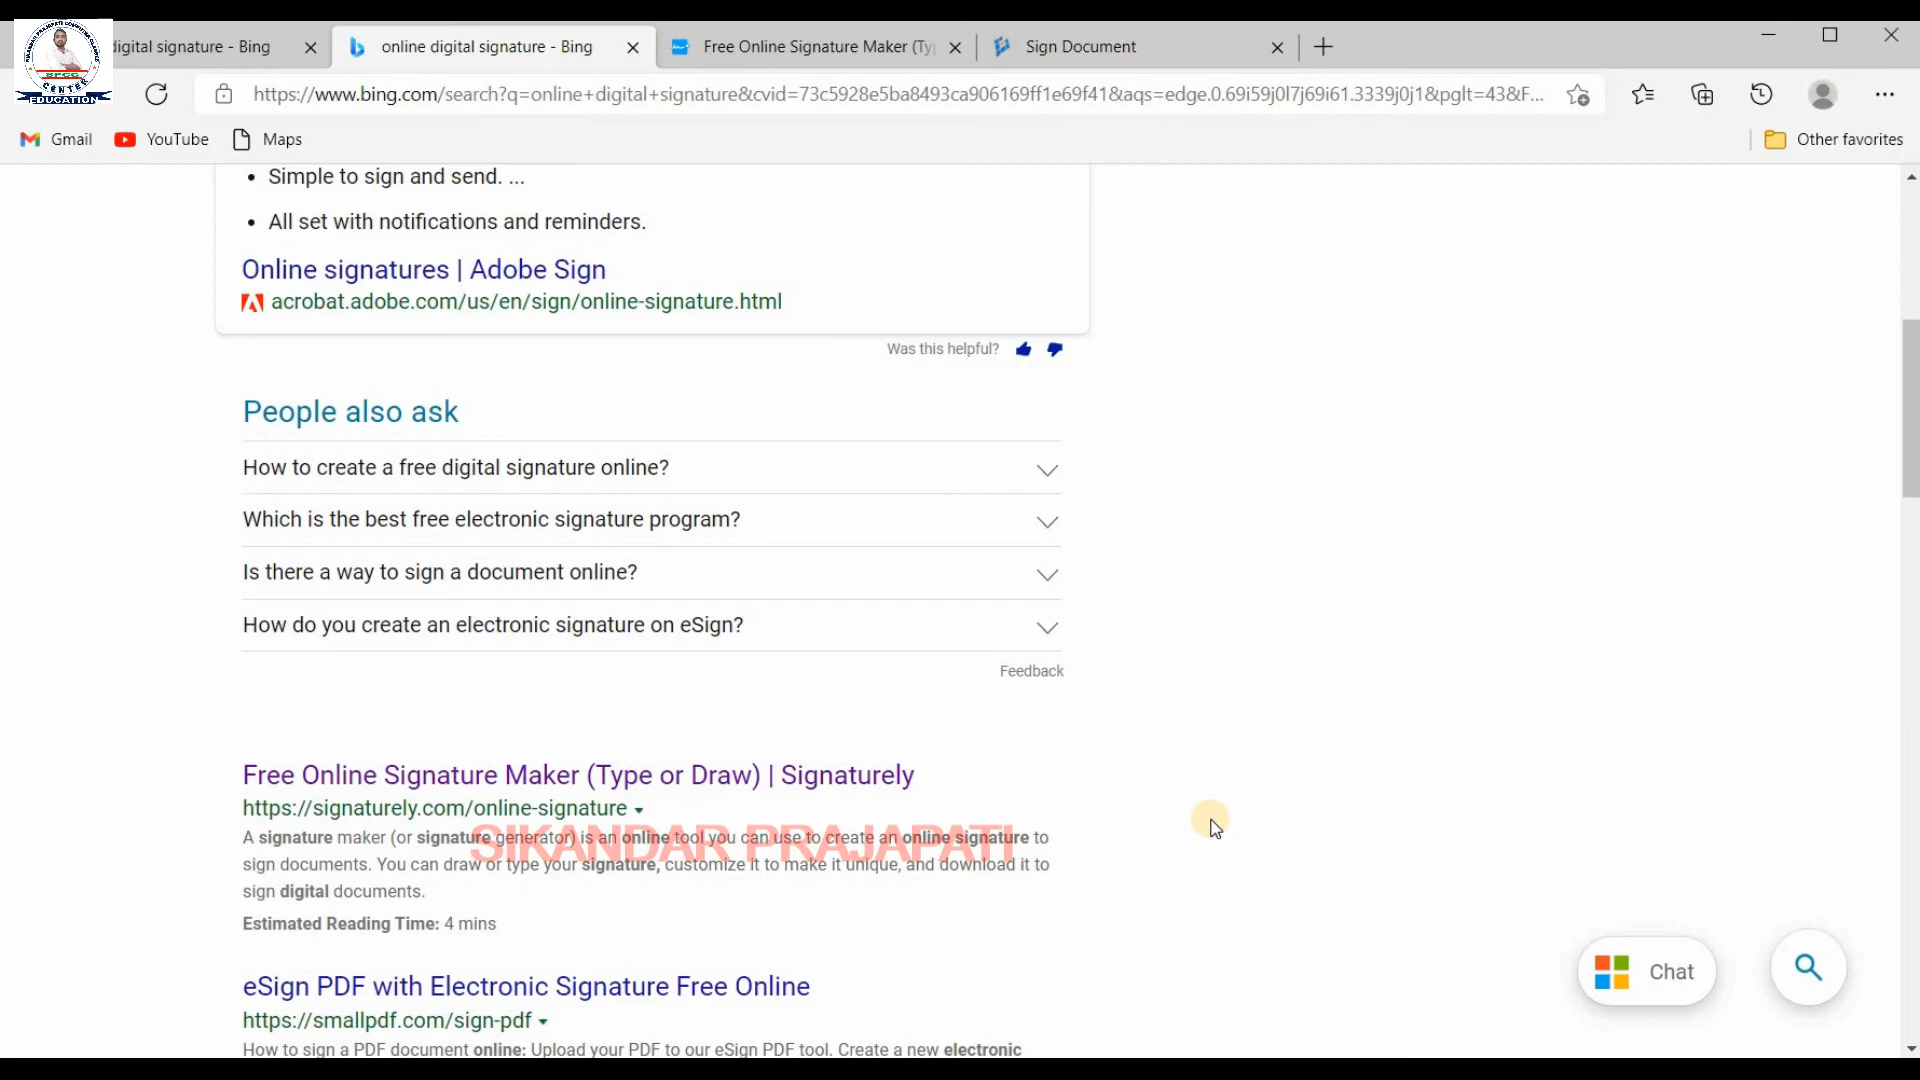 digital signature - Bing
online digital signature - Bing
Free Online Signature Maker (Ty
Sign Document
https://www.bing.com/search?q=online+digital+signature&cvid=73c5928e5ba8493ca906169ff1e69f41&aqs=edge.0.69i59j0l7j69i61.3339j0j1&pglt=43&F...
Gmail
YouTube
Maps
Other favorites
CENTER
EDUCATION
• Simple to sign and send. ...
• All set with notifications and reminders.
Online signatures | Adobe Sign
acrobat.adobe.com/us/en/sign/online-signature.html
Was this helpful?
People also ask
How to create a free digital signature online?
Which is the best free electronic signature program?
Is there a way to sign a document online?
How do you create an electronic signature on eSign?
Feedback
Free Online Signature Maker (Type or Draw) | Signaturely
https://signaturely.com/online-signature
A signature maker (or signature generator) is an online tool you can use to create an online signature to
sign documents. You can draw or type your signature, customize it to make it unique, and download it to
sign digital documents.
SIKANDAR PRAJAPATI
Estimated Reading Time: 4 mins
eSign PDF with Electronic Signature Free Online
https://smallpdf.com/sign-pdf
How to sign a PDF document online: Upload your PDF to our eSign PDF tool. Create a new electronic
Chat